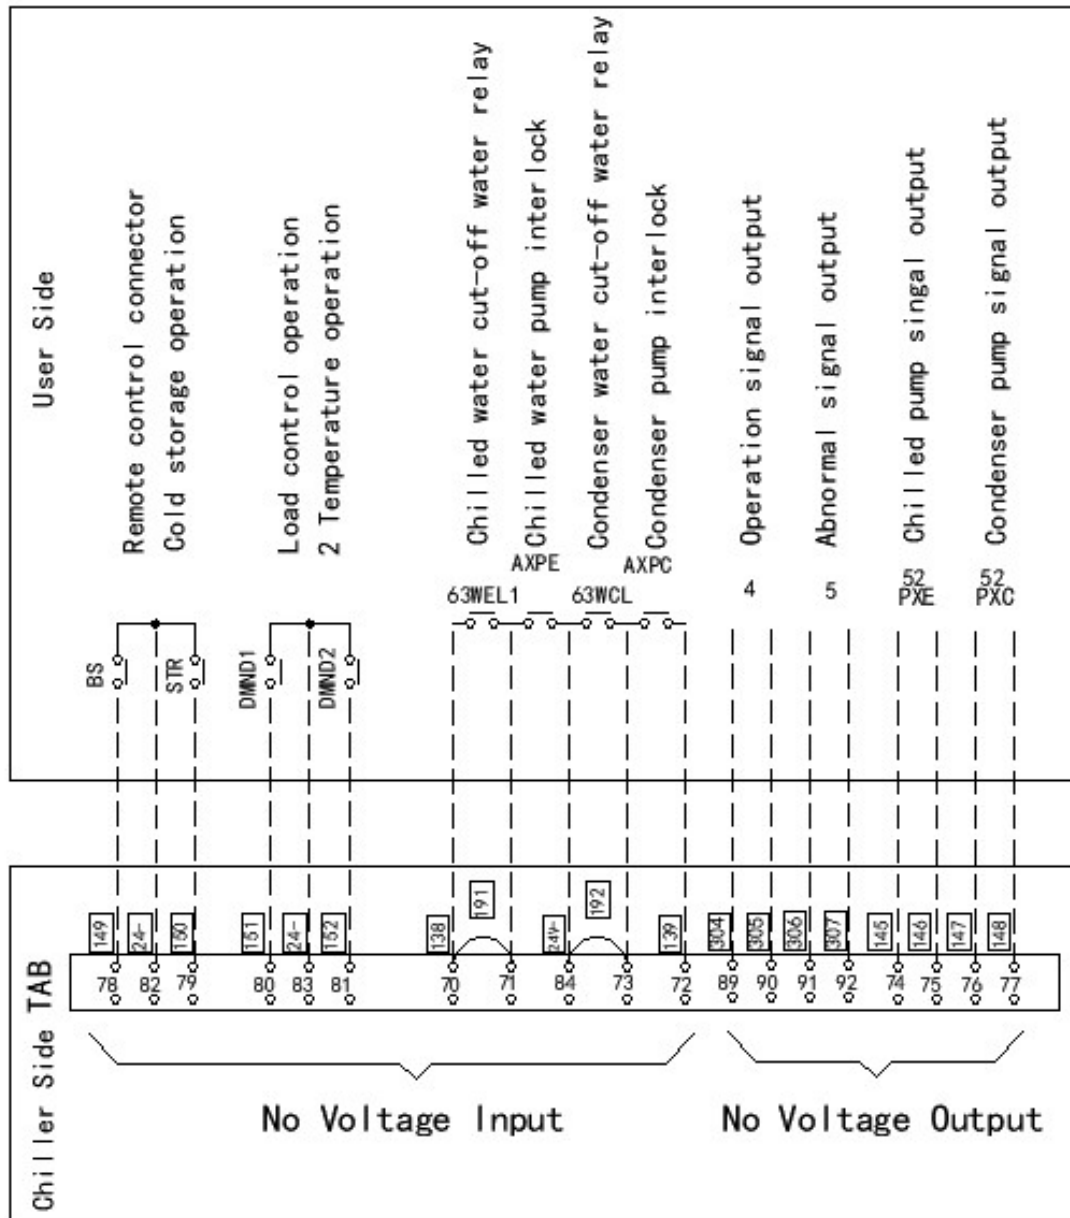 User Side
Remote control connector
Cold storage operation
Load control operation
2 Temperature operation
Chilled water cut-off water relay
Chilled water pump interlock
Condenser water cut-off water relay
Condenser pump interlock
Operation signal output
Abnormal signal output
Chilled pump singal output
Condenser pump signal output
AXPE
AXPC
63WEL1
63WCL
4
5
52
PXE
52
PXC
BS
STR
DMND1
DMND2
149
24-
150
151
24-
152
138
191
24V-
192
139
304
305
306
307
145
146
147
148
Chiller Side TAB
78 82 79 80 83 81 70 71 84 73 72 89 90 91 92 74 75 76 77
No Voltage Input
No Voltage Output